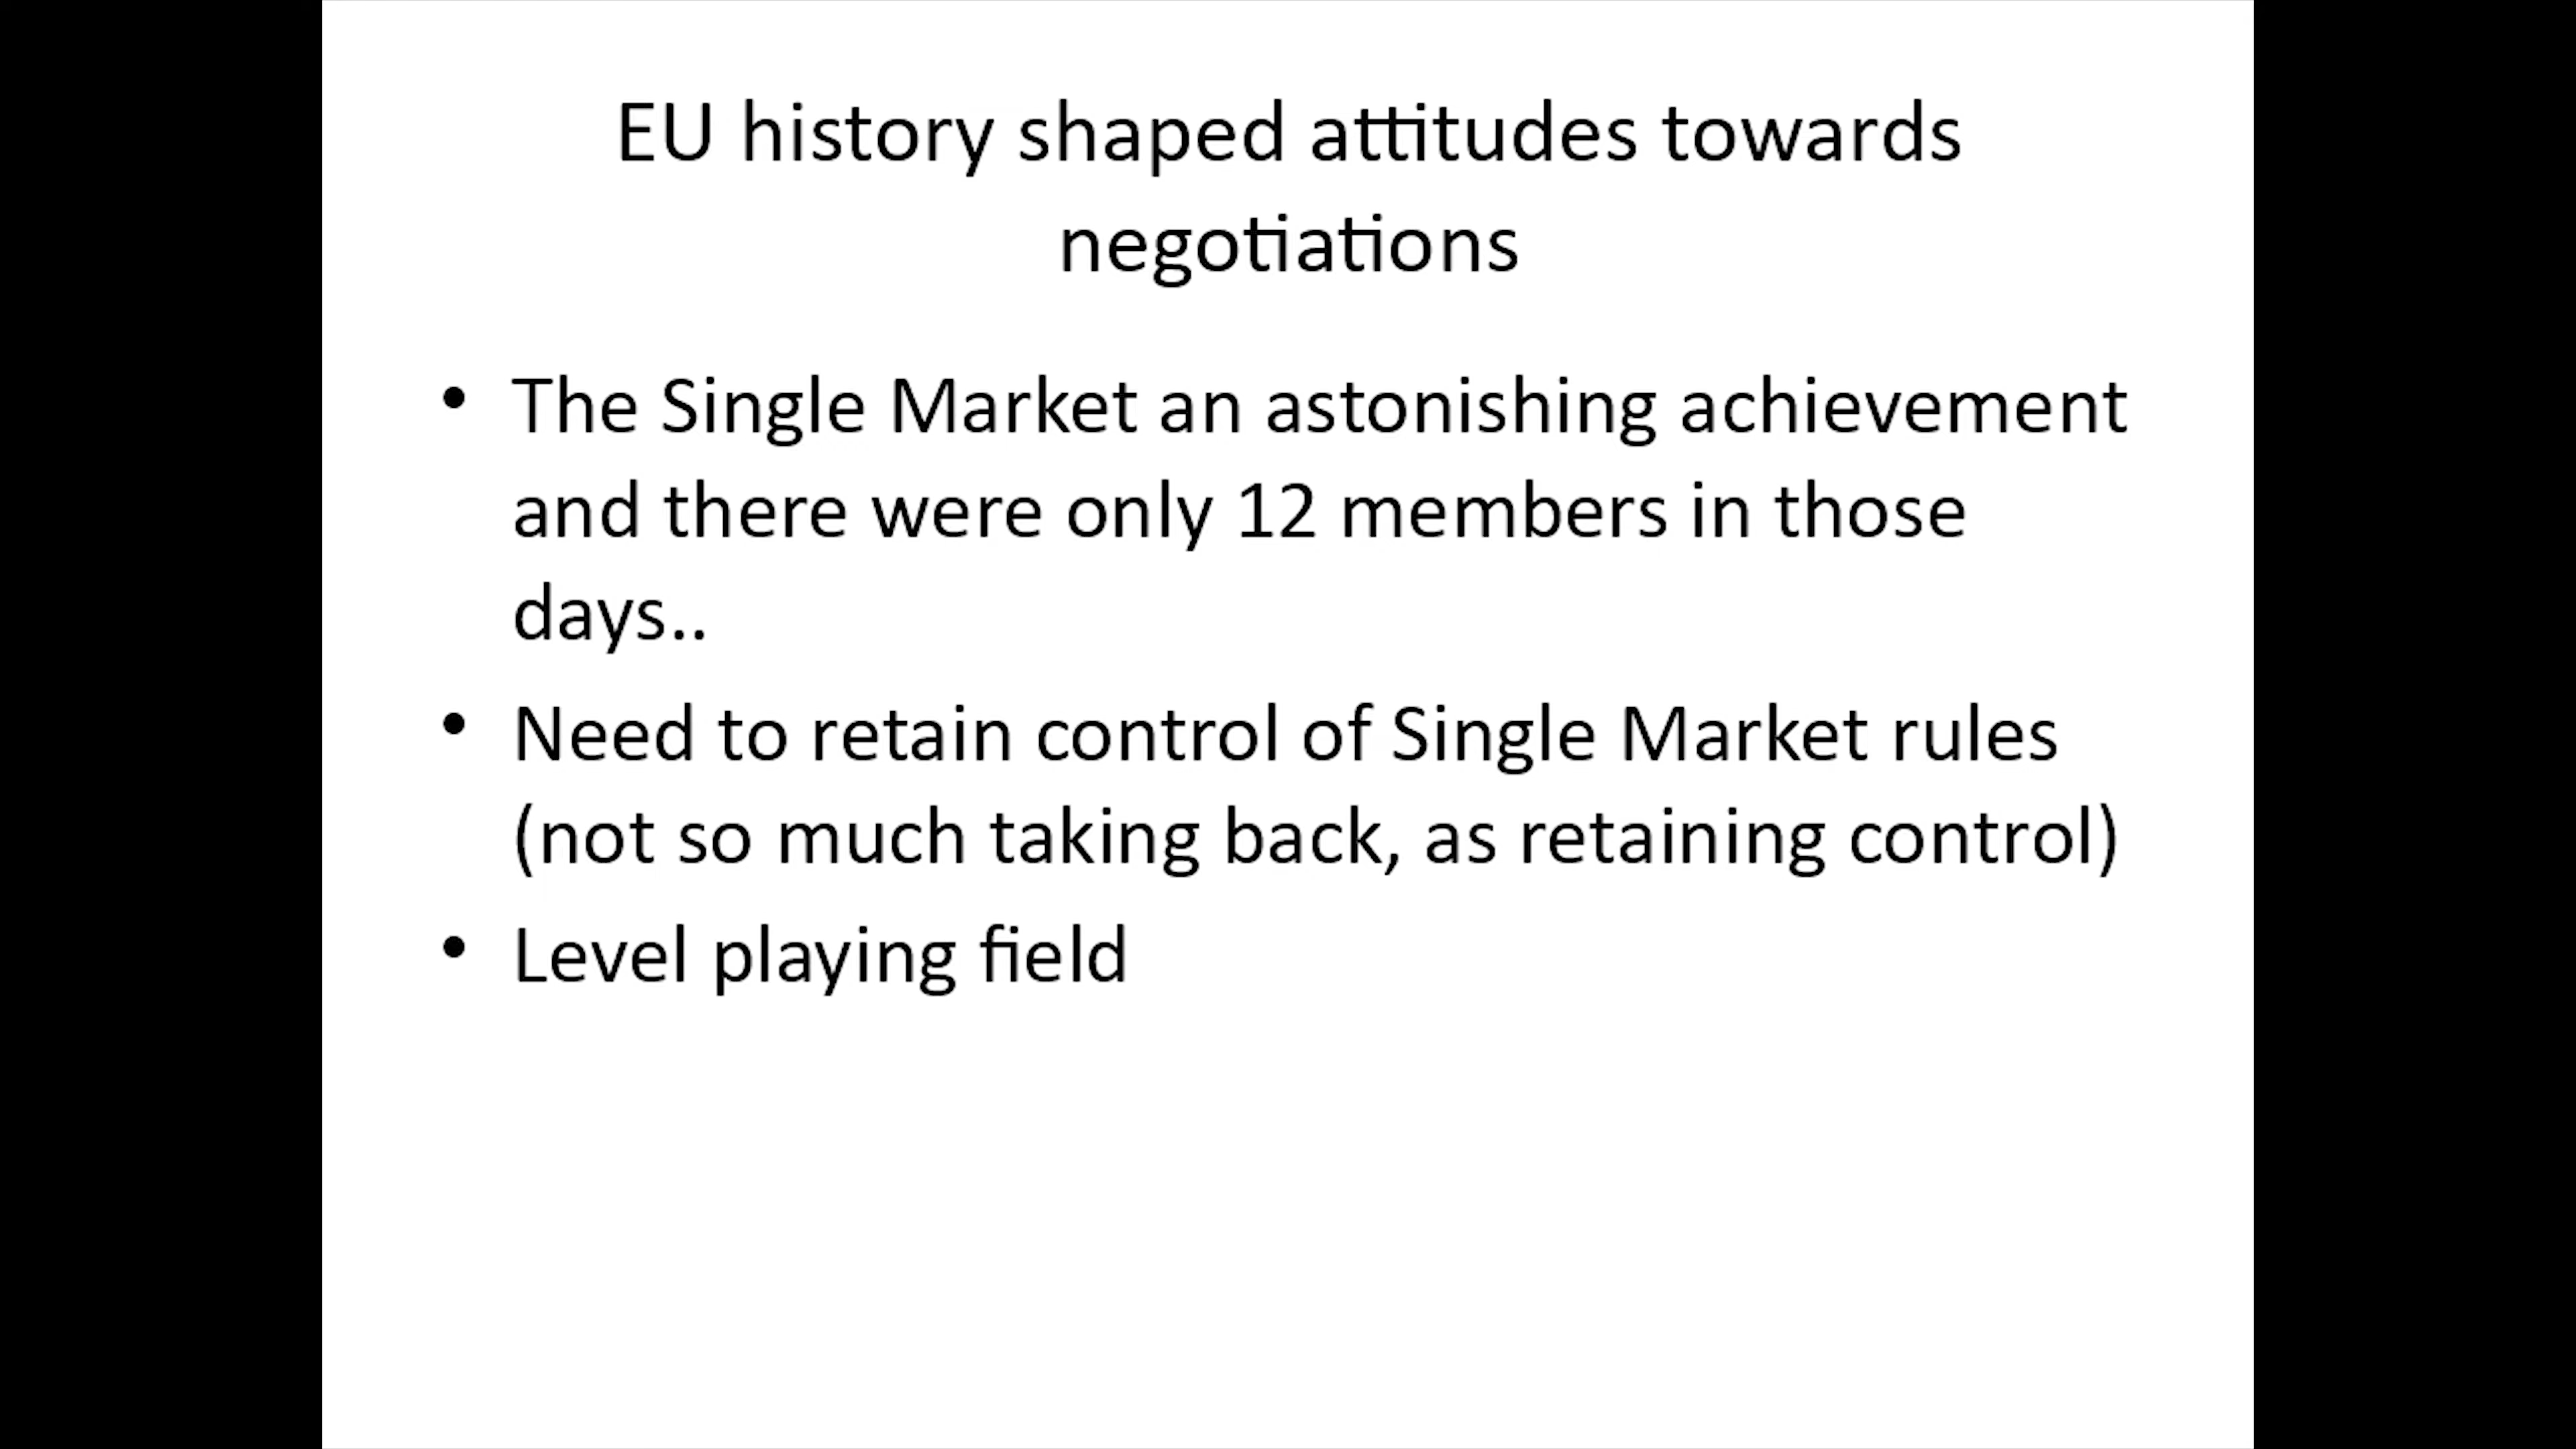 EU history shaped attitudes towards
negotiations
• The Single Market an astonishing achievement
and there were only 12 members in those
days..
• Need to retain control of Single Market rules
(not so much taking back, as retaining control)
• Level playing field